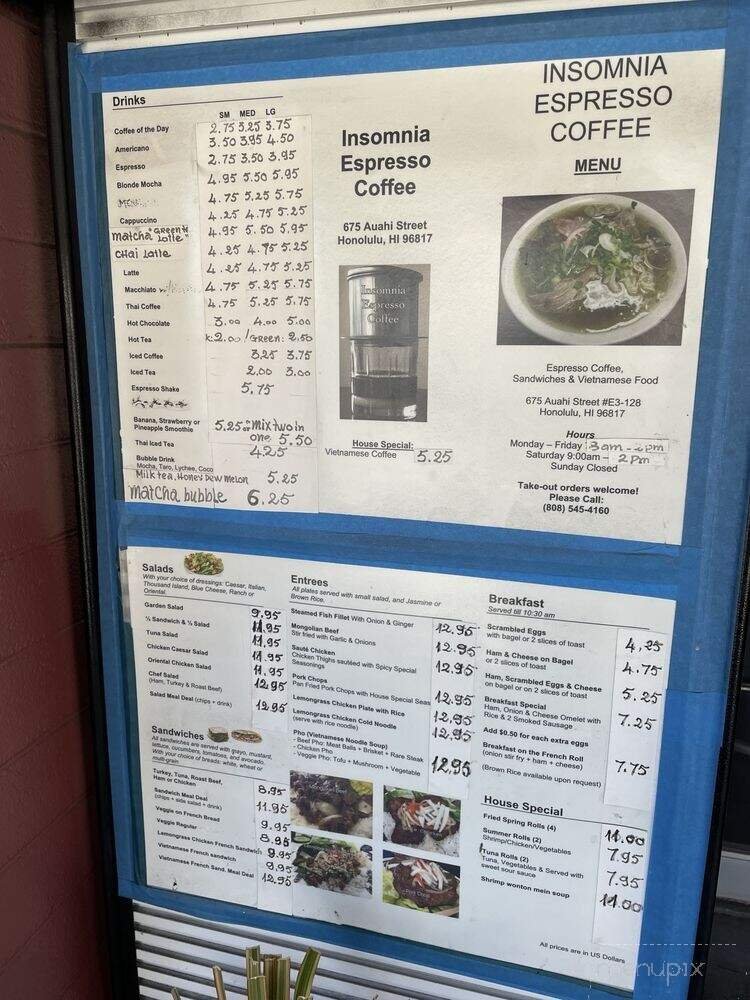 Drinks
SM MED LG
Coffee of the Day 2.75 3.25 3.75
Americano 3.50 3.95 4.50
Espresso 2.75 3.50 3.95
Blonde Mocha 4.95 5.50 5.95
4.75 5.25 5.75
Cappuccino 4.25 4.75 5.25
matcha "GREEN Latte" 4.95 5.50 5.95
CHAI LATTE 4.25 4.75 5.25
Latte 4.25 4.75 5.25
Macchiato 4.75 5.25 5.75
Thai Coffee 4.75 5.25 5.75
Hot Chocolate 3.00 4.00 5.00
Hot Tea 2.00 / GREEN: 2.50
Iced Coffee 3.25 3.75
Iced Tea 2.00 3.00
Espresso Shake 5.75
Banana, Strawberry or
Pineapple Smoothie 5.25 or Mix two in
one 5.50
Thai Iced Tea 4.25
Bubble Drink
Mocha, Taro, Lychee, Coco
Milk tea, Honey Dew melon 5.25
matcha bubble 6.25
Insomnia
Espresso
Coffee
675 Auahi Street
Honolulu, HI 96817
Insomnia
Espresso
Coffee
House Special:
Vietnamese Coffee 5.25
INSOMNIA
ESPRESSO
COFFEE
MENU
Espresso Coffee,
Sandwiches & Vietnamese Food
675 Auahi Street #E3-128
Honolulu, HI 96817
Hours
Monday – Friday 8am - 2pm
Saturday 9:00am – 2pm
Sunday Closed
Take-out orders welcome!
Please Call:
(808) 545-4160
Salads
With your choice of dressings: Caesar, Italian,
Thousand Island, Blue Cheese, Ranch or
Oriental.
Garden Salad 9.95
½ Sandwich & ½ Salad 11.95
Tuna Salad 11.95
Chicken Caesar Salad 11.95
Oriental Chicken Salad 11.95
Chef Salad 12.95
(Ham, Turkey & Roast Beef)
Salad Meal Deal (chips + drink) 12.95
Sandwiches
All sandwiches are served with mayo, mustard,
lettuce, cucumbers, tomatoes, and avocado.
With your choice of breads: white, wheat or
multi-grain
Turkey, Tuna, Roast Beef,
Ham or Chicken 8.95
Sandwich Meal Deal
(chips + side salad + drink) 11.95
Veggie on French Bread 9.95
Veggie Regular 8.95
Lemongrass Chicken French Sandwich 9.95
Vietnamese French sandwich 9.95
Vietnamese French Sand. Meal Deal 12.95
Entrees
All plates served with small salad, and Jasmine or
Brown Rice.
Steamed Fish Fillet With Onion & Ginger 12.95
Mongolian Beef 12.95
Stir fried with Garlic & Onions
Sauté Chicken 12.95
Chicken Thighs sautéed with Spicy Special
Seasonings
Pork Chops 12.95
Pan Fried Pork Chops with House Special Seas
Lemongrass Chicken Plate with Rice 12.95
Lemongrass Chicken Cold Noodle 12.95
(serve with rice noodle)
Pho (Vietnamese Noodle Soup)
- Beef Pho: Meat Balls + Brisket + Rare Steak
- Chicken Pho
- Veggie Pho: Tofu + Mushroom + Vegetable 12.95
Breakfast
Served till 10:30 am
Scrambled Eggs
with bagel or 2 slices of toast 4.25
Ham & Cheese on Bagel
or 2 slices of toast 4.75
Ham, Scrambled Eggs & Cheese
on bagel or on 2 slices of toast 5.25
Breakfast Special
Ham, Onion & Cheese Omelet with
Rice & 2 Smoked Sausage 7.25
Add $0.50 for each extra eggs
Breakfast on the French Roll
(onion stir fry + ham + cheese) 7.75
(Brown Rice available upon request)
House Special
Fried Spring Rolls (4) 11.00
Summer Rolls (2) 7.95
Shrimp/Chicken/Vegetables
Tuna Rolls (2) 7.95
Tuna, Vegetables & Served with
sweet sour sauce
Shrimp wonton mein soup 11.00
All prices are in US Dollars
menupix